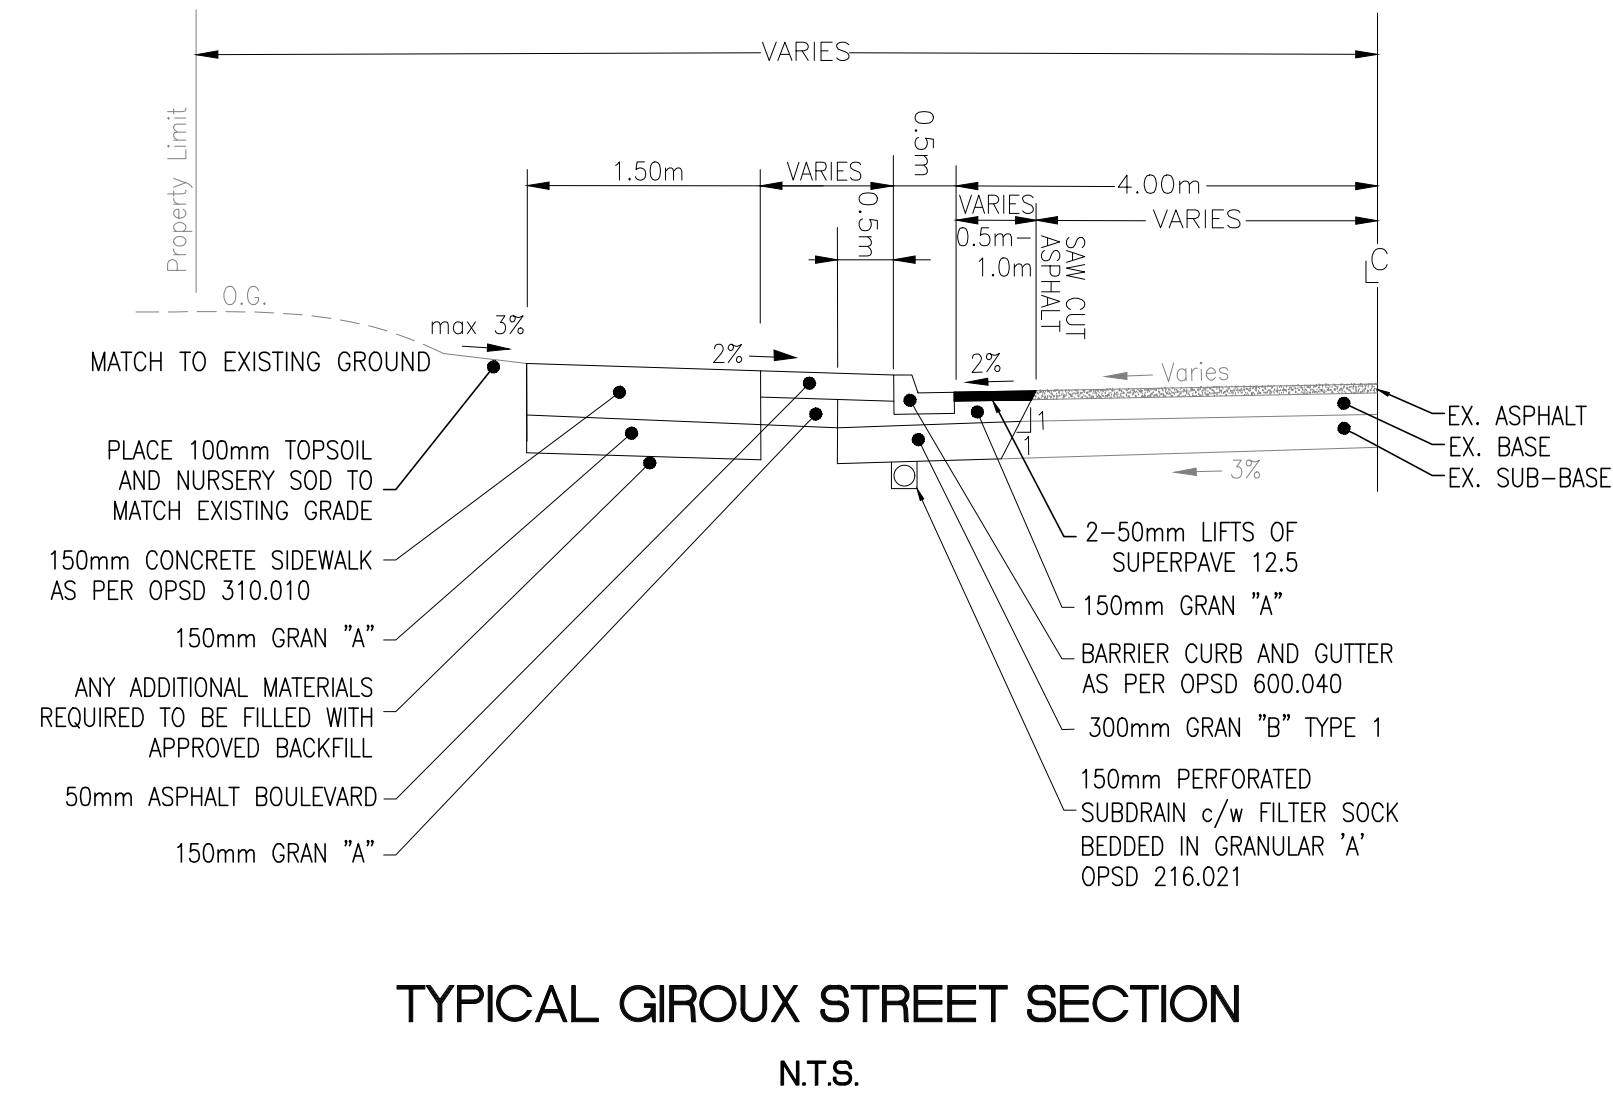 VARIES
Property Limit
0.5m
1.50m
VARIES
4.00m
0.5m
VARIES
0.5m-
1.0m
VARIES
SAW CUT
ASPHALT
CL
O.G.
max 3%
MATCH TO EXISTING GROUND
2%
2%
Varies
1
1
3%
EX. ASPHALT
EX. BASE
EX. SUB-BASE
PLACE 100mm TOPSOIL
AND NURSERY SOD TO
MATCH EXISTING GRADE
150mm CONCRETE SIDEWALK
AS PER OPSD 310.010
150mm GRAN "A"
ANY ADDITIONAL MATERIALS
REQUIRED TO BE FILLED WITH
APPROVED BACKFILL
50mm ASPHALT BOULEVARD
150mm GRAN "A"
2-50mm LIFTS OF
SUPERPAVE 12.5
150mm GRAN "A"
BARRIER CURB AND GUTTER
AS PER OPSD 600.040
300mm GRAN "B" TYPE 1
150mm PERFORATED
SUBDRAIN c/w FILTER SOCK
BEDDED IN GRANULAR 'A'
OPSD 216.021
TYPICAL GIROUX STREET SECTION
N.T.S.